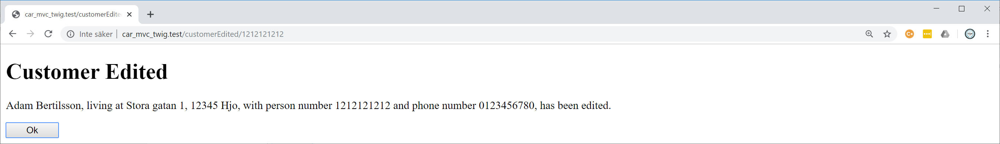 car_mvc_twig.test/customerEdite
Inte säker | car_mvc_twig.test/customerEdited/1212121212
Customer Edited
Adam Bertilsson, living at Stora gatan 1, 12345 Hjo, with person number 1212121212 and phone number 0123456780, has been edited.
Ok